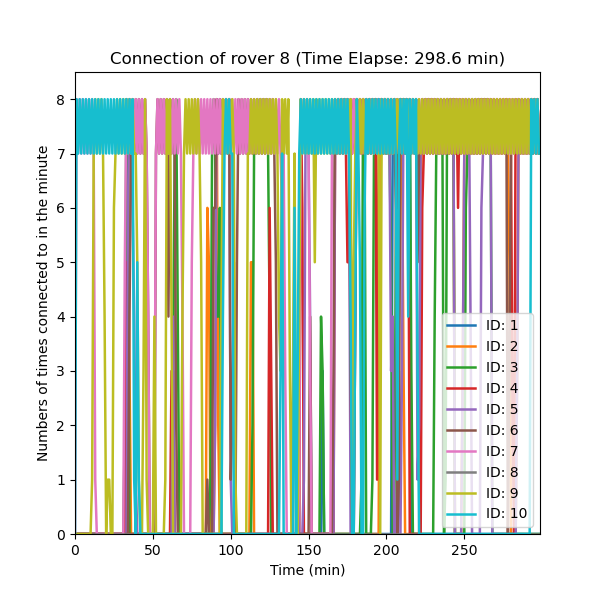 Connection of rover 8 (Time Elapse: 298.6 min)
Numbers of times connected to in the minute
8
7
6
5
4
3
2
1
0
0 50 100 150 200 250
Time (min)
ID: 1
ID: 2
ID: 3
ID: 4
ID: 5
ID: 6
ID: 7
ID: 8
ID: 9
ID: 10